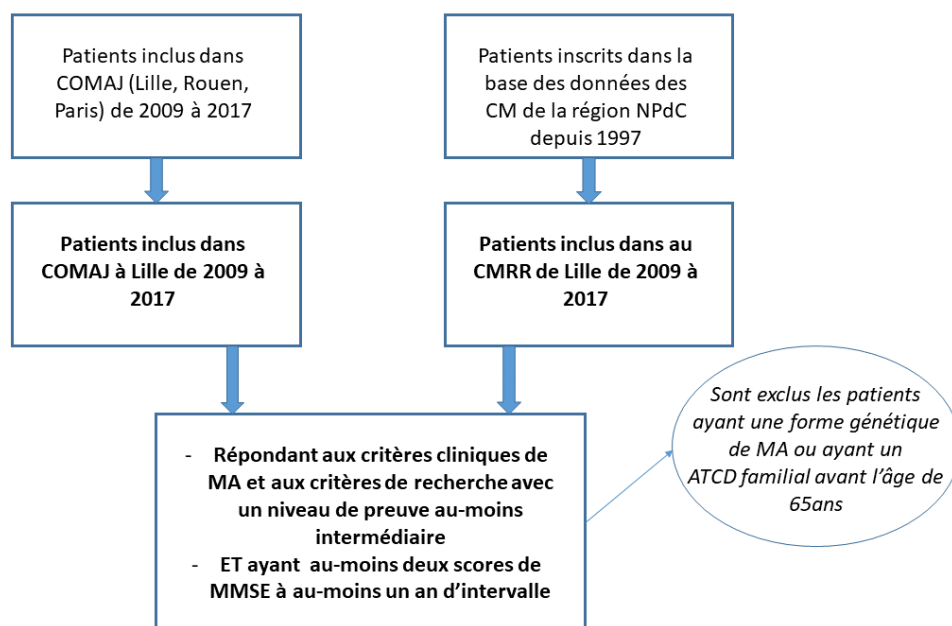 Patients inclus dans
COMAJ (Lille, Rouen,
Paris) de 2009 à 2017
Patients inscrits dans la
base des données des
CM de la région NPdC
depuis 1997
Patients inclus dans
COMAJ à Lille de 2009 à
2017
Patients inclus dans au
CMRR de Lille de 2009 à
2017
- Répondant aux critères cliniques de
MA et aux critères de recherche avec
un niveau de preuve au-moins
intermédiaire
- ET ayant au-moins deux scores de
MMSE à au-moins un an d'intervalle
Sont exclus les patients
ayant une forme génétique
de MA ou ayant un
ATCD familial avant l'âge de
65ans